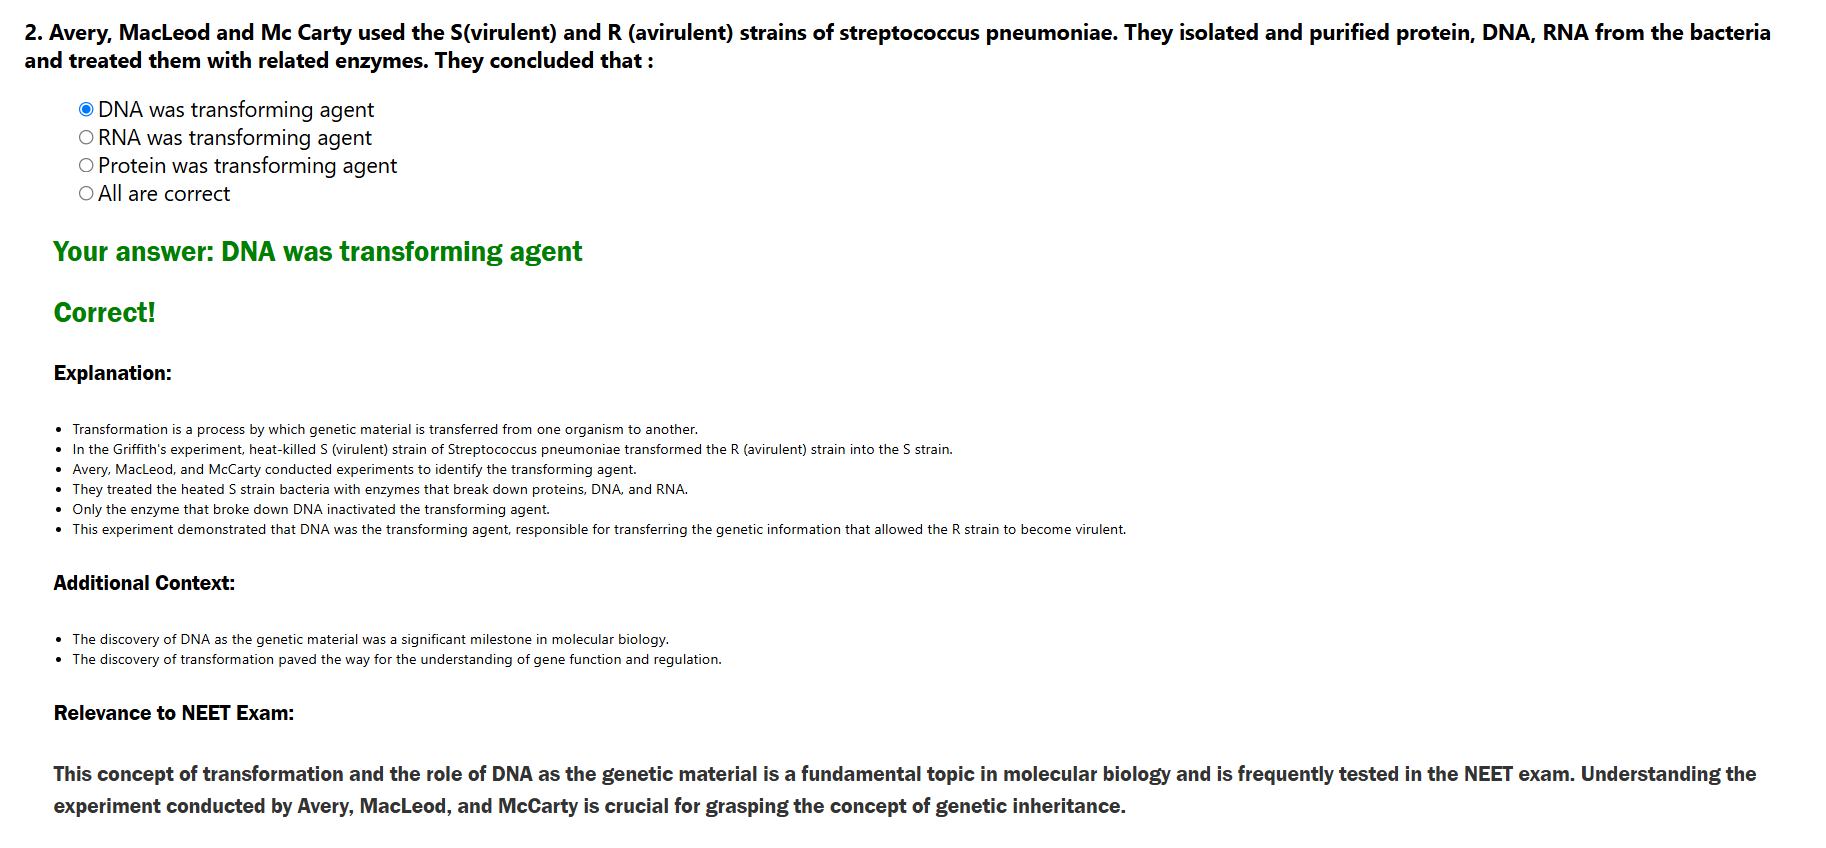 2. Avery, MacLeod and Mc Carty used the S(virulent) and R (avirulent) strains of streptococcus pneumoniae. They isolated and purified protein, DNA, RNA from the bacteria
and treated them with related enzymes. They concluded that :
DNA was transforming agent
RNA was transforming agent
Protein was transforming agent
All are correct
Your answer: DNA was transforming agent
Correct!
Explanation:
• Transformation is a process by which genetic material is transferred from one organism to another.
• In the Griffith's experiment, heat-killed S (virulent) strain of Streptococcus pneumoniae transformed the R (avirulent) strain into the S strain.
• Avery, MacLeod, and McCarty conducted experiments to identify the transforming agent.
• They treated the heated S strain bacteria with enzymes that break down proteins, DNA, and RNA.
• Only the enzyme that broke down DNA inactivated the transforming agent.
• This experiment demonstrated that DNA was the transforming agent, responsible for transferring the genetic information that allowed the R strain to become virulent.
Additional Context:
• The discovery of DNA as the genetic material was a significant milestone in molecular biology.
• The discovery of transformation paved the way for the understanding of gene function and regulation.
Relevance to NEET Exam:
This concept of transformation and the role of DNA as the genetic material is a fundamental topic in molecular biology and is frequently tested in the NEET exam. Understanding the
experiment conducted by Avery, MacLeod, and McCarty is crucial for grasping the concept of genetic inheritance.